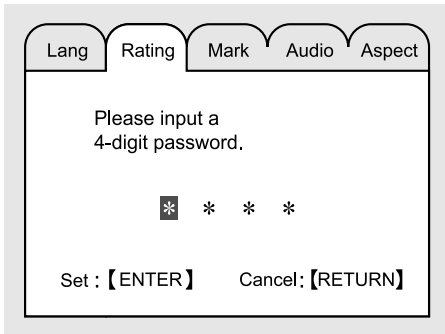 Lang Rating Mark Audio Aspect
Please input a
4-digit password.
* * * *
Set :【ENTER】 Cancel:【RETURN】